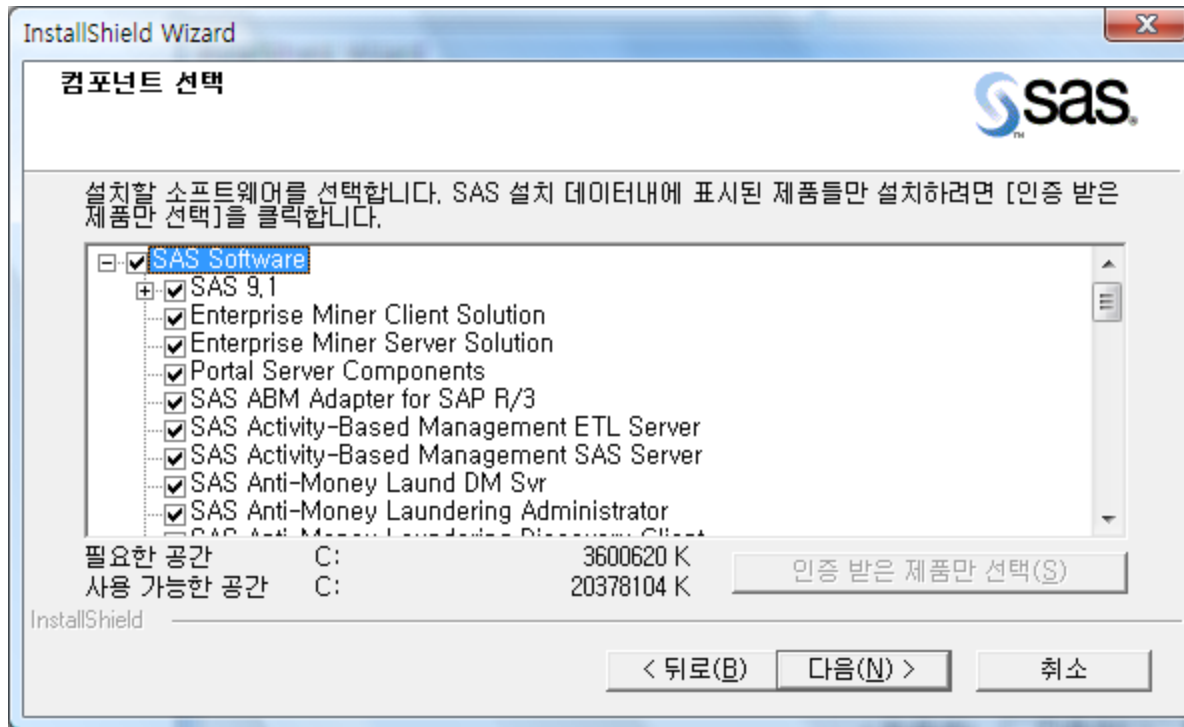 InstallShield Wizard
컴포넌트 선택
sas
설치할 소프트웨어를 선택합니다. SAS 설치 데이터내에 표시된 제품들만 설치하려면 [인증 받은
제품만 선택]을 클릭합니다.
SAS Software
SAS 9.1
Enterprise Miner Client Solution
Enterprise Miner Server Solution
Portal Server Components
SAS ABM Adapter for SAP R/3
SAS Activity-Based Management ETL Server
SAS Activity-Based Management SAS Server
SAS Anti-Money Laund DM Svr
SAS Anti-Money Laundering Administrator
SAS Anti-Money Laundering Discovery Client
필요한 공간 C: 3600620 K
사용 가능한 공간 C: 20378104 K
인증 받은 제품만 선택(S)
InstallShield
< 뒤로(B) 다음(N) > 취소